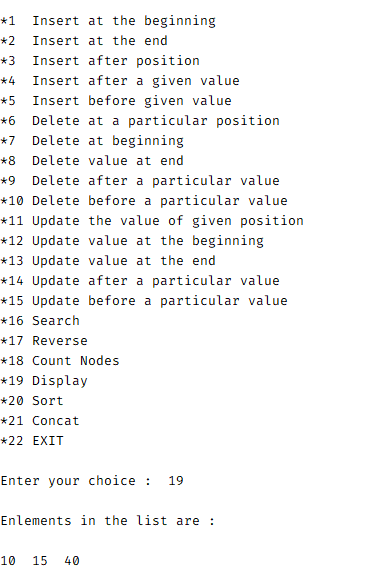 *1  Insert at the beginning
*2  Insert at the end
*3  Insert after position
*4  Insert after a given value
*5  Insert before given value
*6  Delete at a particular position
*7  Delete at beginning
*8  Delete value at end
*9  Delete after a particular value
*10 Delete before a particular value
*11 Update the value of given position
*12 Update value at the beginning
*13 Update value at the end
*14 Update after a particular value
*15 Update before a particular value
*16 Search
*17 Reverse
*18 Count Nodes
*19 Display
*20 Sort
*21 Concat
*22 EXIT
Enter your choice :  19
Enlements in the list are :
10  15  40